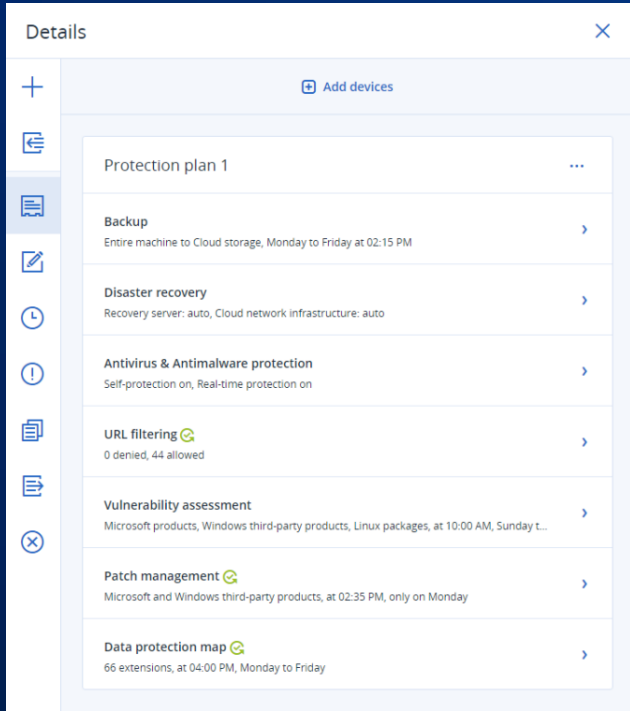 Details
Add devices
Protection plan 1
Backup
Entire machine to Cloud storage, Monday to Friday at 02:15 PM
Disaster recovery
Recovery server: auto, Cloud network infrastructure: auto
Antivirus & Antimalware protection
Self-protection on, Real-time protection on
URL filtering
0 denied, 44 allowed
Vulnerability assessment
Microsoft products, Windows third-party products, Linux packages, at 10:00 AM, Sunday t...
Patch management
Microsoft and Windows third-party products, at 02:35 PM, only on Monday
Data protection map
66 extensions, at 04:00 PM, Monday to Friday